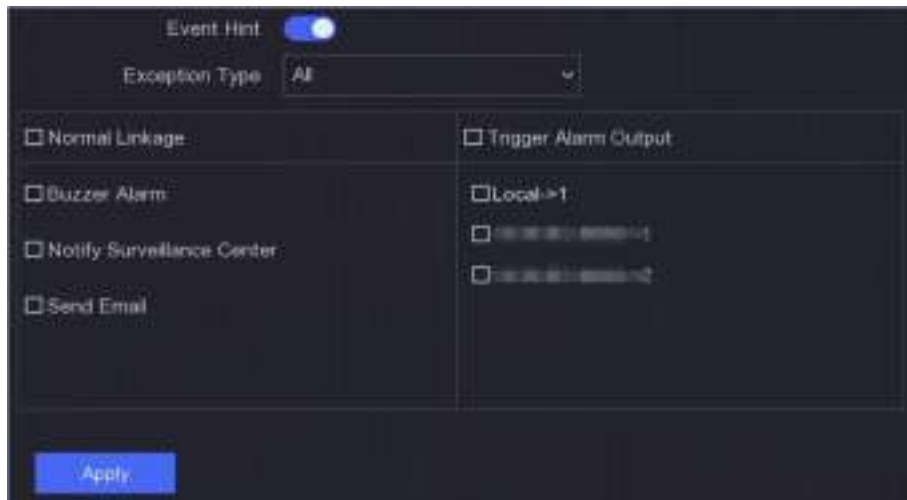 Event Hint
Exception Type All
Normal Linkage
Trigger Alarm Output
Buzzer Alarm
Local->1
Notify Surveillance Center
Send Email
Apply